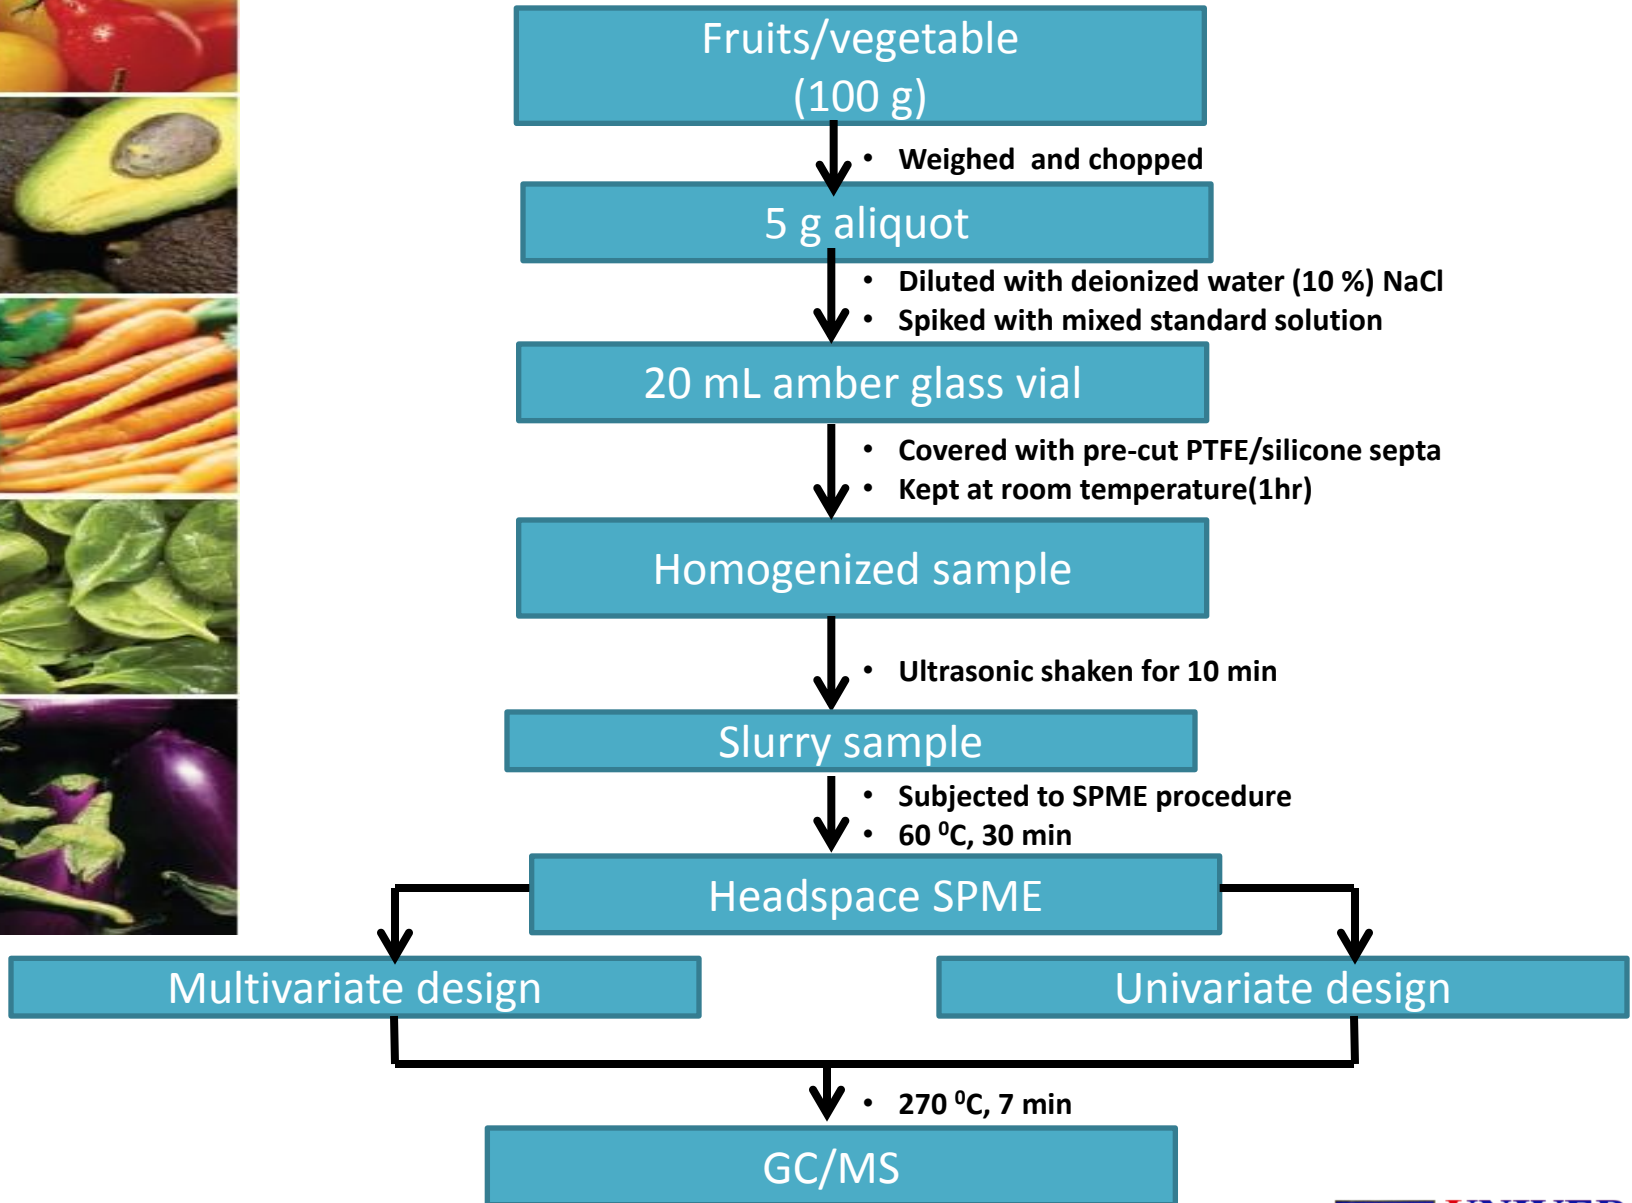 Fruits/vegetable
(100 g)
• Weighed  and chopped
5 g aliquot
• Diluted with deionized water (10 %) NaCl
• Spiked with mixed standard solution
20 mL amber glass vial
• Covered with pre-cut PTFE/silicone septa
• Kept at room temperature(1hr)
Homogenized sample
• Ultrasonic shaken for 10 min
Slurry sample
• Subjected to SPME procedure
• 60 ⁰C, 30 min
Headspace SPME
Multivariate design
Univariate design
• 270 ⁰C, 7 min
GC/MS